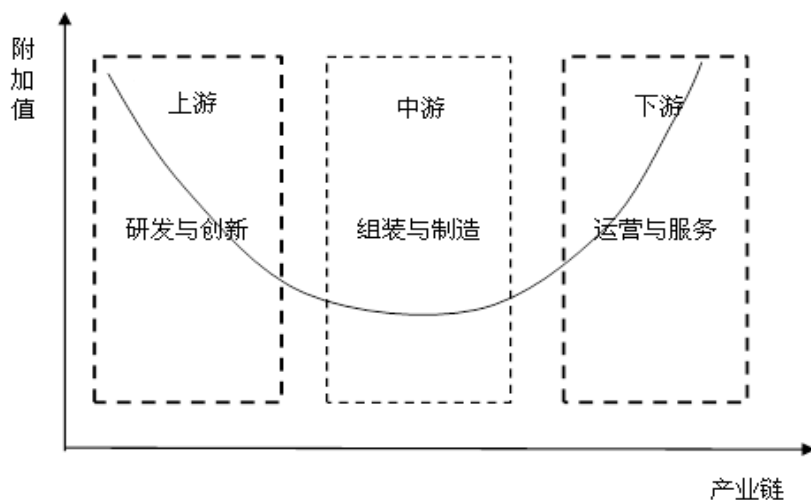 附
加
值
上游
中游
下游
研发与创新
组装与制造
运营与服务
产业链